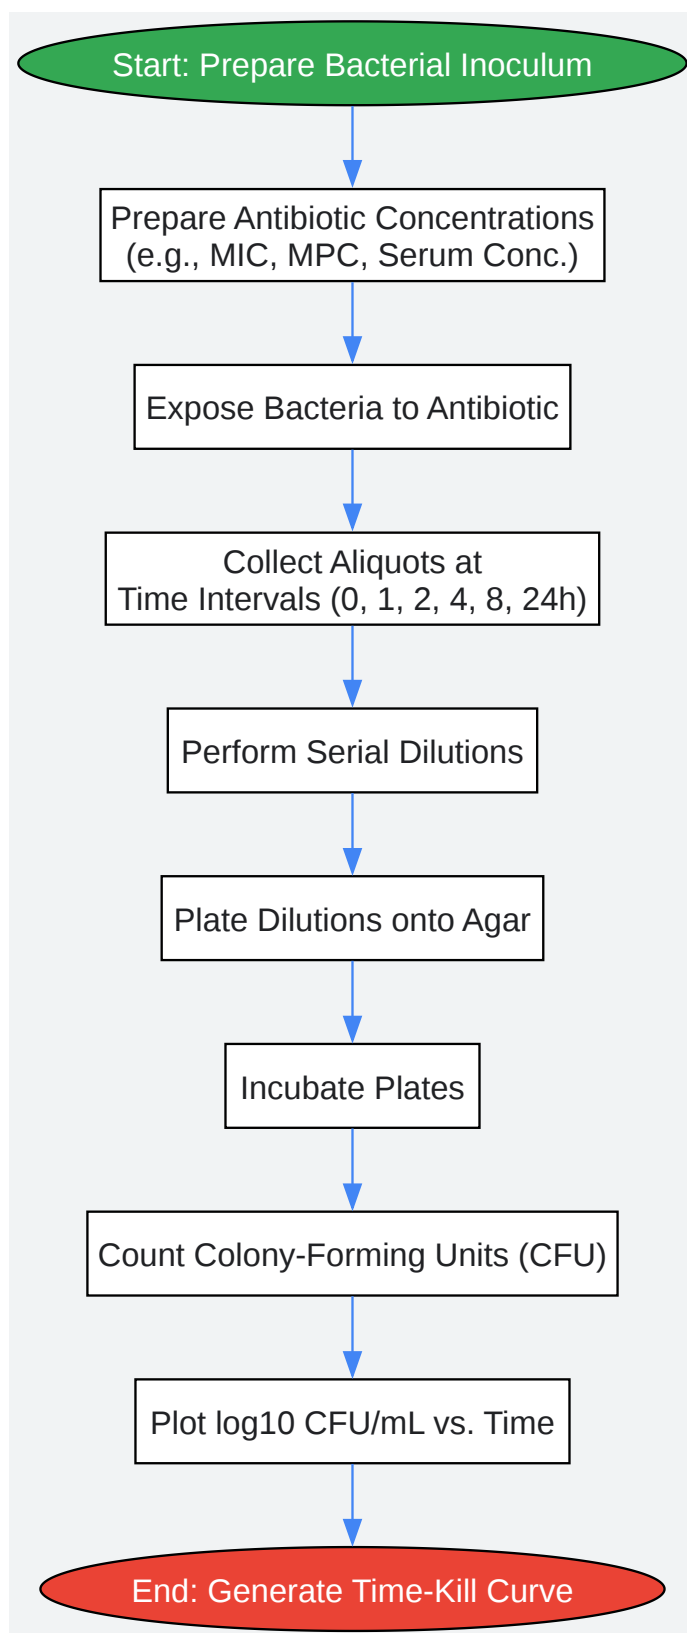 Start: Prepare Bacterial Inoculum
Prepare Antibiotic Concentrations
(e.g., MIC, MPC, Serum Conc.)
Expose Bacteria to Antibiotic
Collect Aliquots at
Time Intervals (0, 1, 2, 4, 8, 24h)
Perform Serial Dilutions
Plate Dilutions onto Agar
Incubate Plates
Count Colony-Forming Units (CFU)
Plot log10 CFU/mL vs. Time
End: Generate Time-Kill Curve